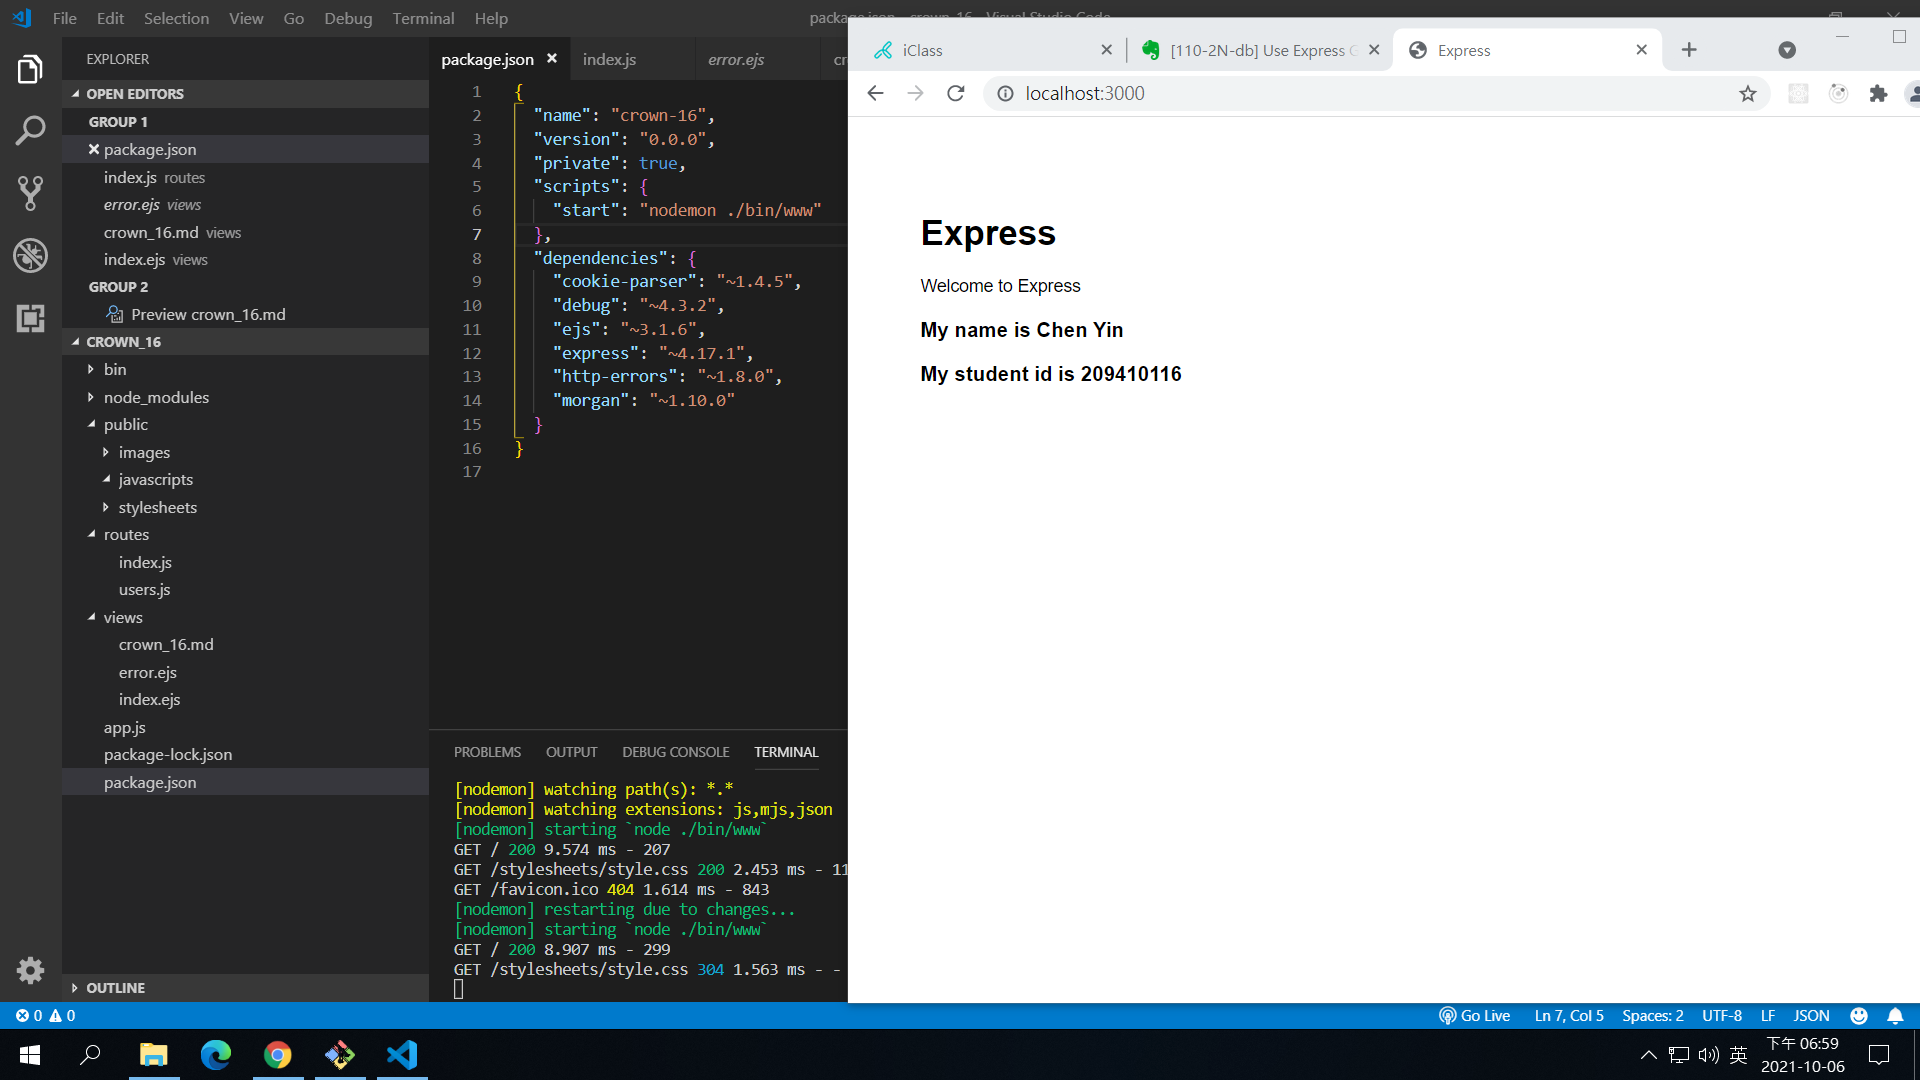 File Edit Selection View Go Debug Terminal Help
EXPLORER
OPEN EDITORS
GROUP 1
package.json
index.js routes
error.ejs views
crown_16.md views
index.ejs views
GROUP 2
Preview crown_16.md
CROWN_16
bin
node_modules
public
images
javascripts
stylesheets
routes
index.js
users.js
views
crown_16.md
error.ejs
index.ejs
app.js
package-lock.json
package.json
OUTLINE
package.json index.js error.ejs
1 {
2 "name": "crown-16",
3 "version": "0.0.0",
4 "private": true,
5 "scripts": {
6 "start": "nodemon ./bin/www"
7 },
8 "dependencies": {
9 "cookie-parser": "~1.4.5",
10 "debug": "~4.3.2",
11 "ejs": "~3.1.6",
12 "express": "~4.17.1",
13 "http-errors": "~1.8.0",
14 "morgan": "~1.10.0"
15 }
16 }
17
PROBLEMS OUTPUT DEBUG CONSOLE TERMINAL
[nodemon] watching path(s): *.*
[nodemon] watching extensions: js,mjs,json
[nodemon] starting `node ./bin/www`
GET / 200 9.574 ms - 207
GET /stylesheets/style.css 200 2.453 ms - 11
GET /favicon.ico 404 1.614 ms - 843
[nodemon] restarting due to changes...
[nodemon] starting `node ./bin/www`
GET / 200 8.907 ms - 299
GET /stylesheets/style.css 304 1.563 ms - -
iClass [110-2N-db] Use Express Express
localhost:3000
Express
Welcome to Express
My name is Chen Yin
My student id is 209410116
0 0 Go Live Ln 7, Col 5 Spaces: 2 UTF-8 LF JSON
英
下午 06:59
2021-10-06